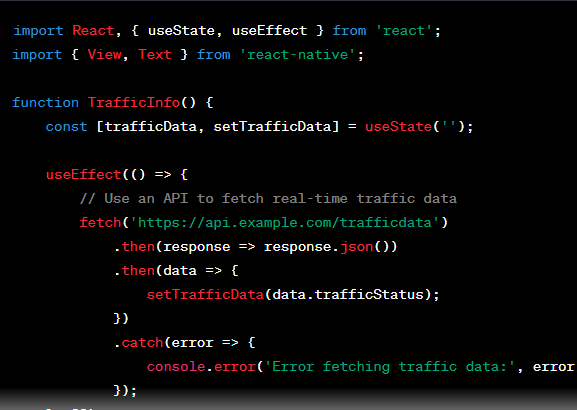 import React, { useState, useEffect } from 'react';
import { View, Text } from 'react-native';
function TrafficInfo() {
const [trafficData, setTrafficData] = useState('');
useEffect(() => {
// Use an API to fetch real-time traffic data
fetch('https://api.example.com/trafficdata')
.then(response => response.json())
.then(data => {
setTrafficData(data.trafficStatus);
})
.catch(error => {
console.error('Error fetching traffic data:', error
});